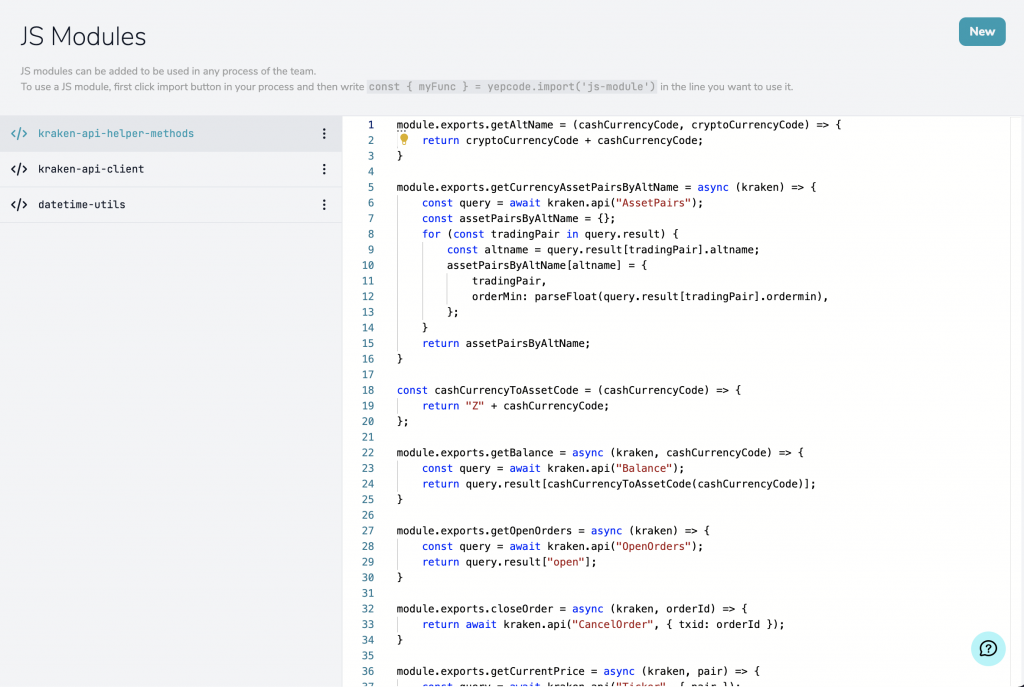 JS Modules
New
JS modules can be added to be used in any process of the team.
To use a JS module, first click import button in your process and then write const { myFunc } = yepcode.import('js-module') in the line you want to use it.
</> kraken-api-helper-methods
</> kraken-api-client
</> datetime-utils
1 module.exports.getAltName = (cashCurrencyCode, cryptoCurrencyCode) => {
2     return cryptoCurrencyCode + cashCurrencyCode;
3 }
4
5 module.exports.getCurrencyAssetPairsByAltName = async (kraken) => {
6     const query = await kraken.api("AssetPairs");
7     const assetPairsByAltName = {};
8     for (const tradingPair in query.result) {
9         const altname = query.result[tradingPair].altname;
10         assetPairsByAltName[altname] = {
11             tradingPair,
12             orderMin: parseFloat(query.result[tradingPair].ordermin),
13         };
14     }
15     return assetPairsByAltName;
16 }
17
18 const cashCurrencyToAssetCode = (cashCurrencyCode) => {
19     return "Z" + cashCurrencyCode;
20 };
21
22 module.exports.getBalance = async (kraken, cashCurrencyCode) => {
23     const query = await kraken.api("Balance");
24     return query.result[cashCurrencyToAssetCode(cashCurrencyCode)];
25 }
26
27 module.exports.getOpenOrders = async (kraken) => {
28     const query = await kraken.api("OpenOrders");
29     return query.result["open"];
30 }
31
32 module.exports.closeOrder = async (kraken, orderId) => {
33     return await kraken.api("CancelOrder", { txid: orderId });
34 }
35
36 module.exports.getCurrentPrice = async (kraken, pair) => {
37     const query = await kraken.api("Ticker", { pair });